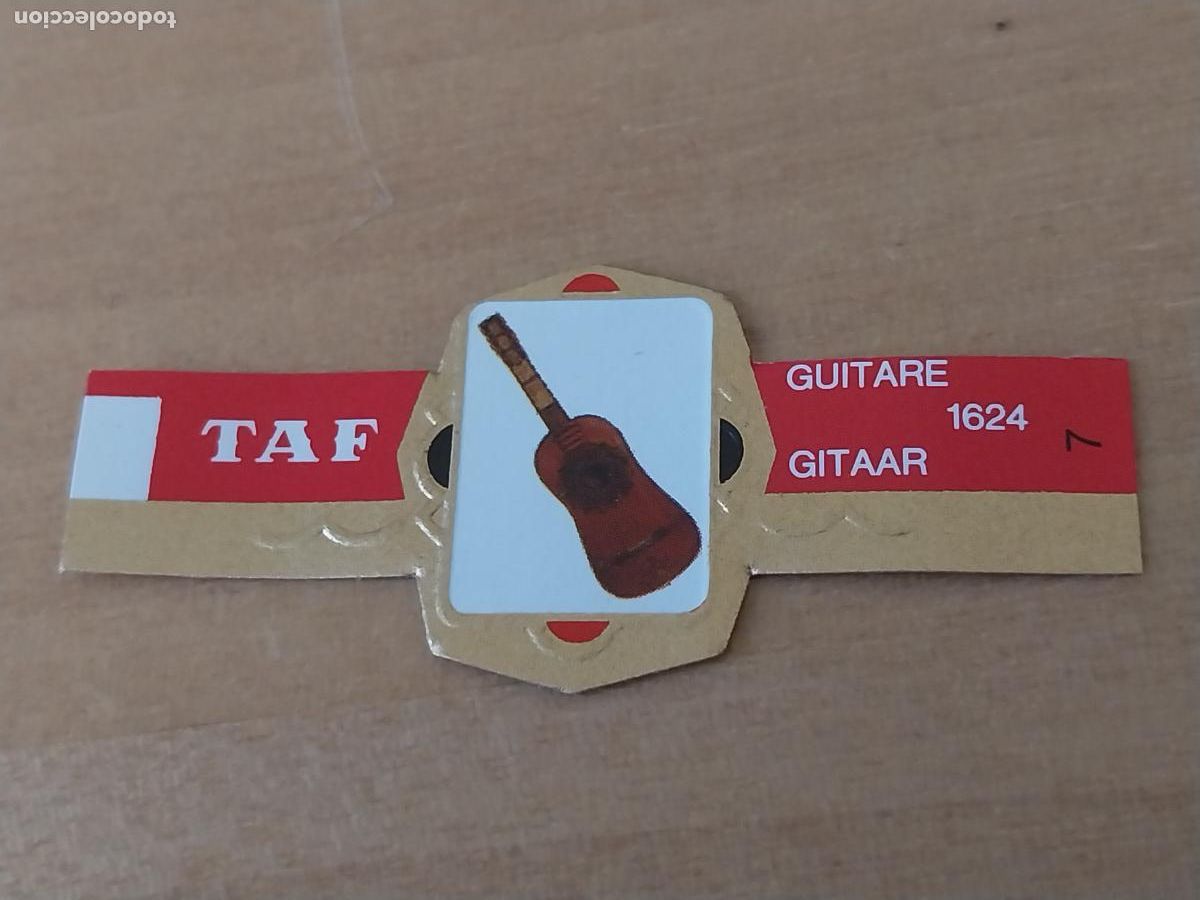 todocoleccion
TAF
GUITARE
1624
GITAAR
7